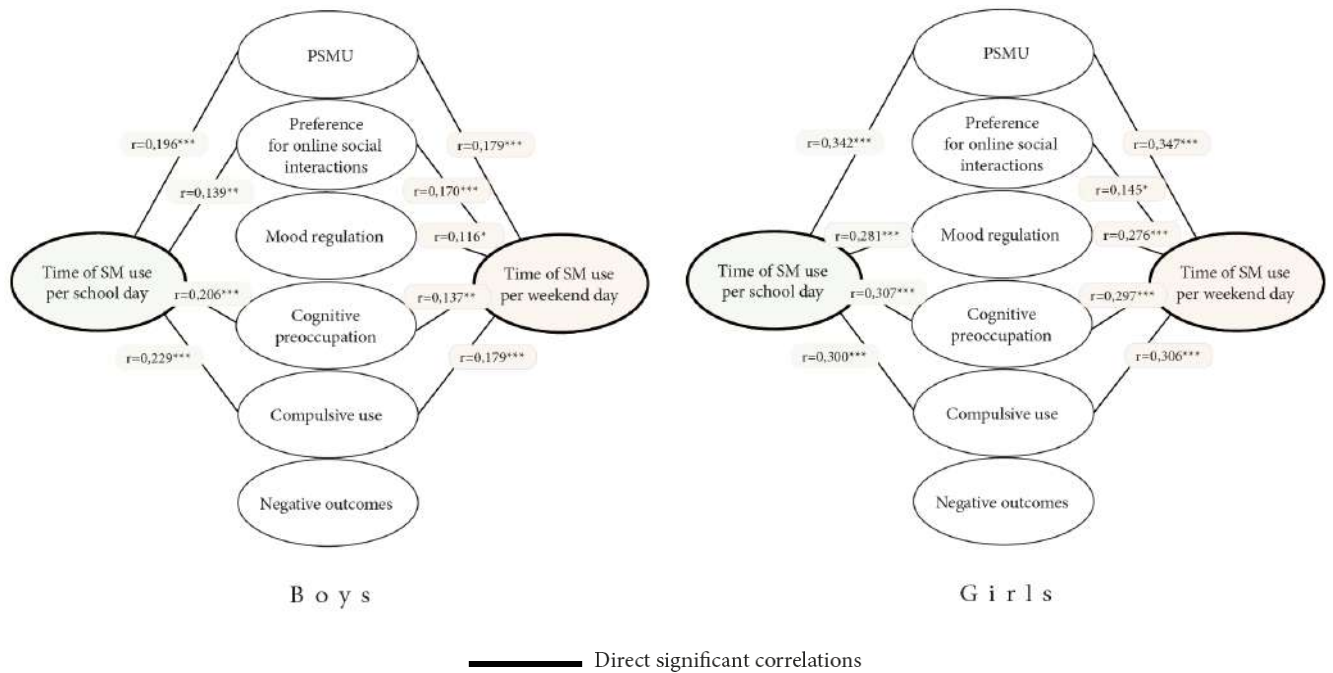 PSMU
Preference
for online social
interactions
Mood regulation
Cognitive
preoccupation
Compulsive use
Negative outcomes
Time of SM use
per school day
Time of SM use
per weekend day
r=0,196***
r=0,139**
r=0,206***
r=0,229***
r=0,179***
r=0,170***
r=0,116*
r=0,137**
r=0,179***
Boys
PSMU
Preference
for online social
interactions
Mood regulation
Cognitive
preoccupation
Compulsive use
Negative outcomes
Time of SM use
per school day
Time of SM use
per weekend day
r=0,342***
r=0,281***
r=0,307***
r=0,300***
r=0,347***
r=0,145*
r=0,276***
r=0,297***
r=0,306***
Girls
Direct significant correlations